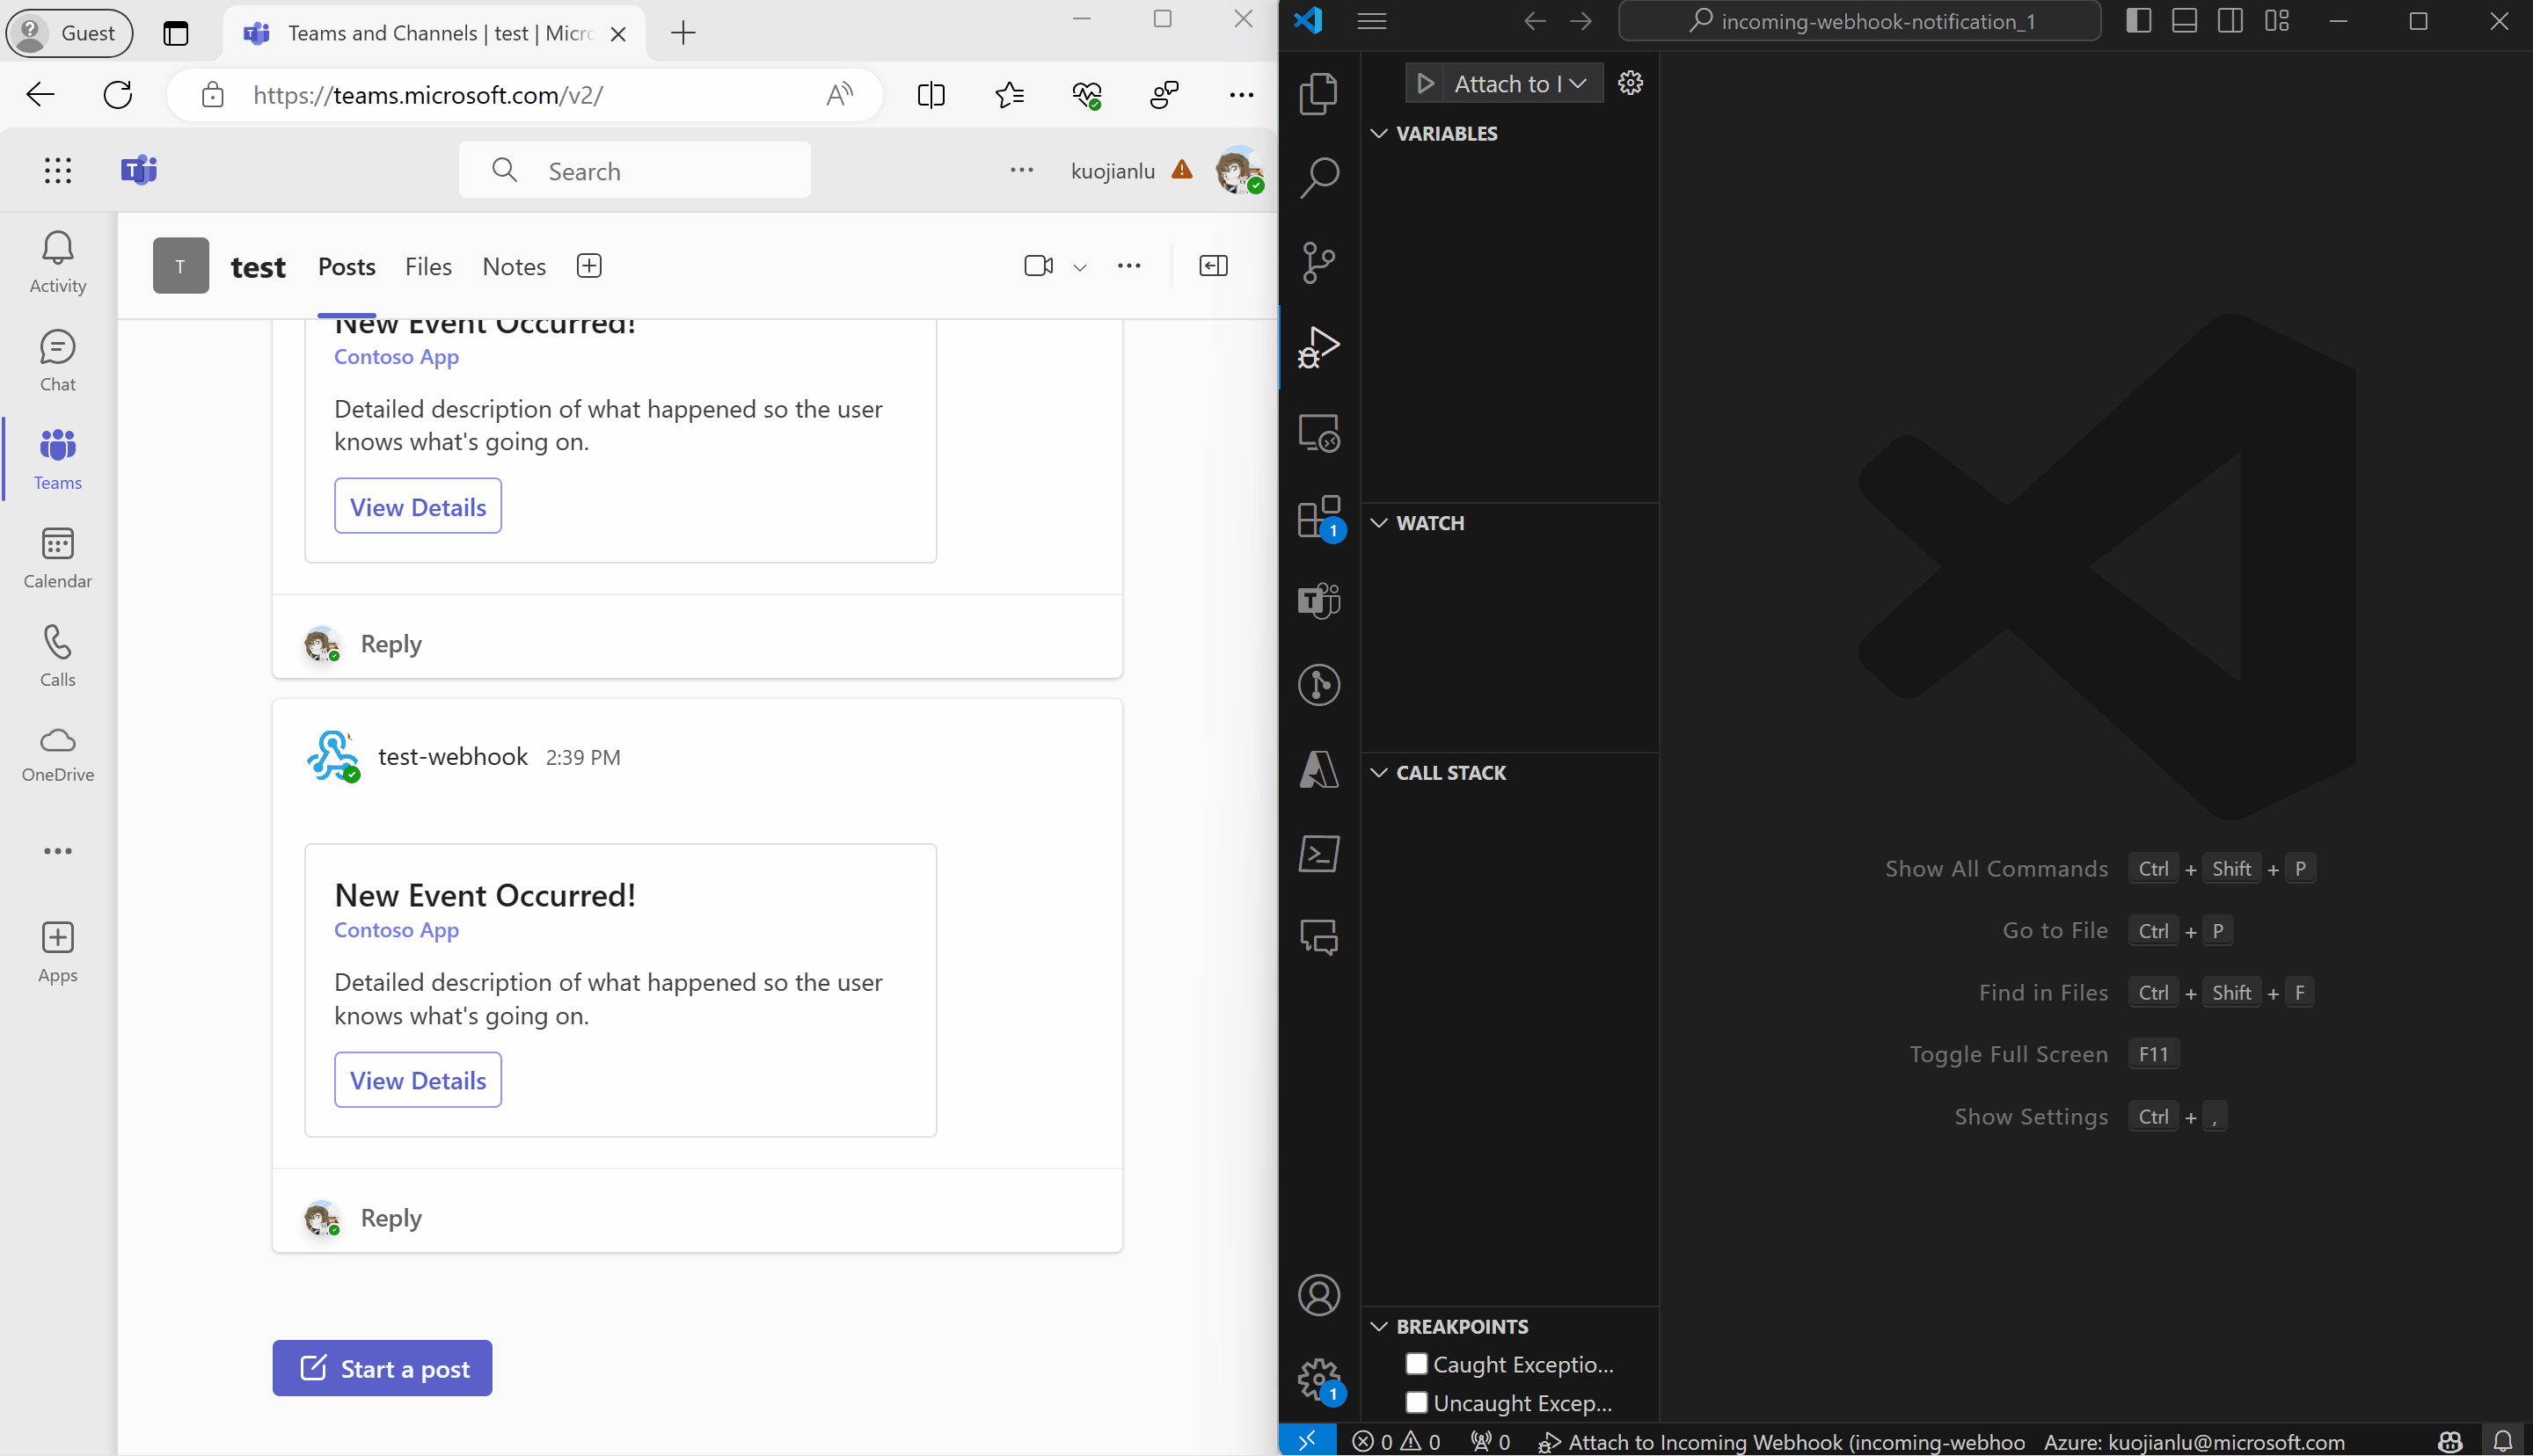 Guest
Teams and Channels | test | Micro
https://teams.microsoft.com/v2/
Search
kuojianlu
Activity
Chat
Teams
Calendar
Calls
OneDrive
Apps
T
test
Posts
Files
Notes
New Event Occurred!
Contoso App
Detailed description of what happened so the user
knows what's going on.
View Details
Reply
test-webhook 2:39 PM
New Event Occurred!
Contoso App
Detailed description of what happened so the user
knows what's going on.
View Details
Reply
Start a post
incoming-webhook-notification_1
Attach to I
VARIABLES
WATCH
CALL STACK
BREAKPOINTS
Caught Exceptio...
Uncaught Excep...
1
1
Show All Commands Ctrl + Shift + P
Go to File Ctrl + P
Find in Files Ctrl + Shift + F
Toggle Full Screen F11
Show Settings Ctrl + ,
0 0 0 Attach to Incoming Webhook (incoming-webhoo Azure: kuojianlu@microsoft.com